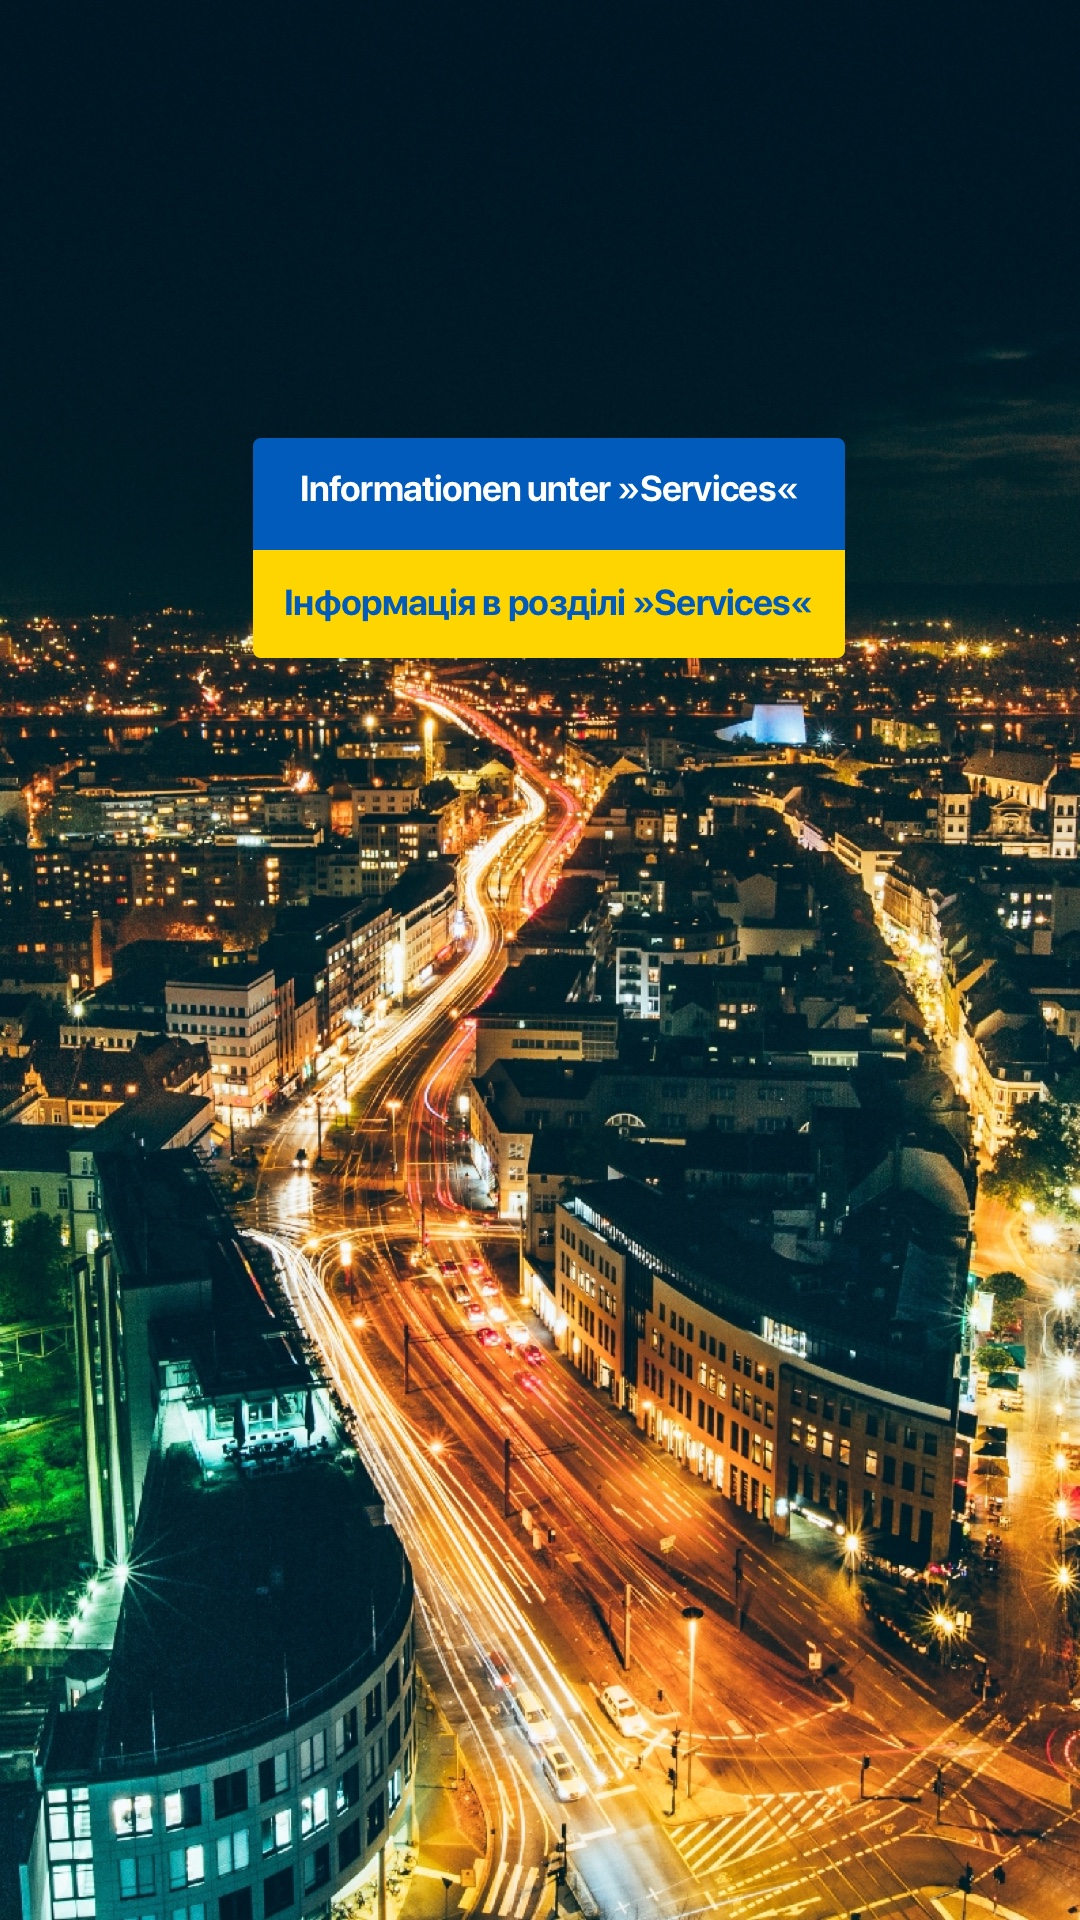 Informationen unter »Services«
Інформація в розділі »Services«